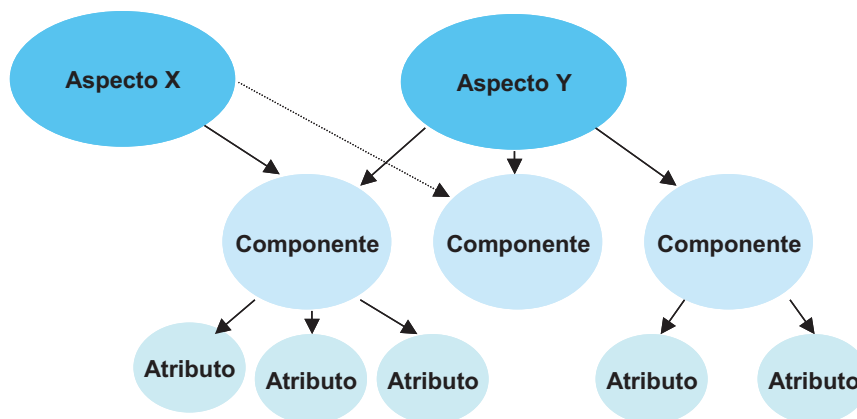 Aspecto X
Aspecto Y
Componente
Componente
Componente
Atributo
Atributo
Atributo
Atributo
Atributo